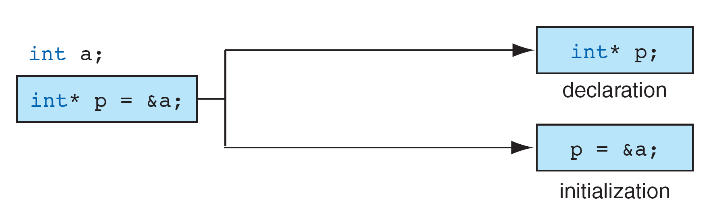 int a;
int* p = &a;
int* p;
declaration
p = &a;
initialization